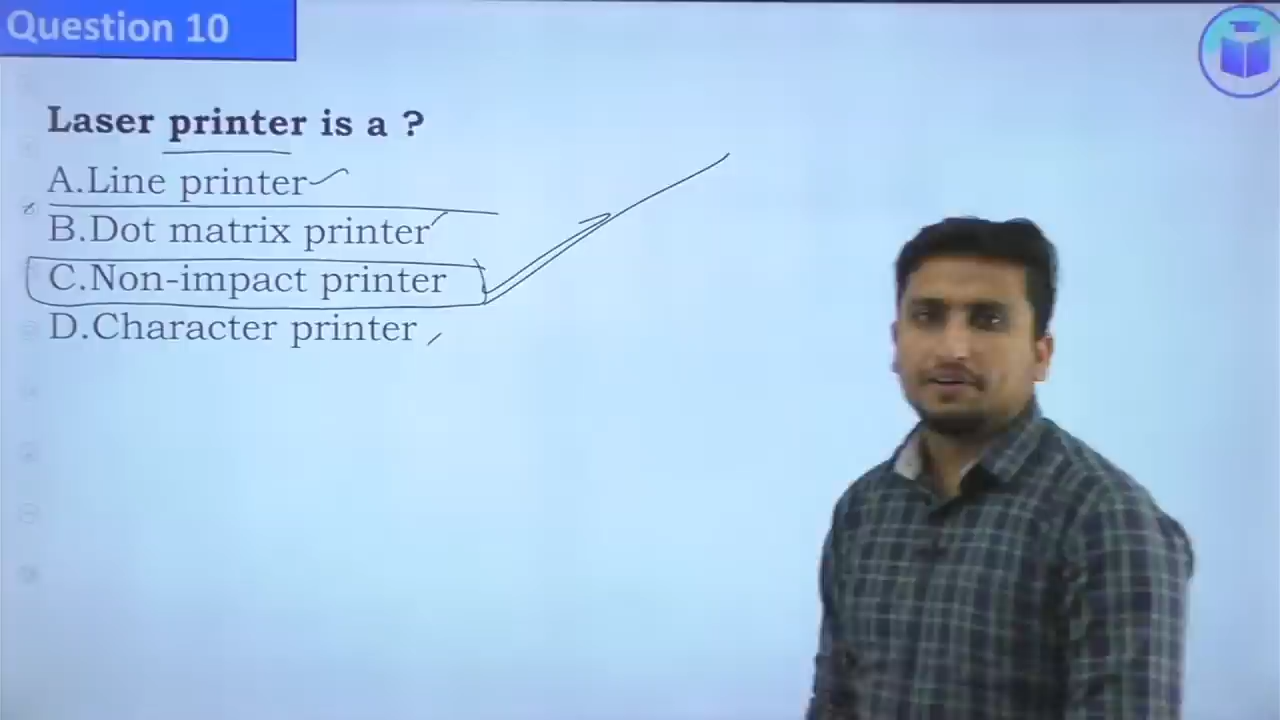 Question 10
Laser printer is a ?
A.Line printer
B.Dot matrix printer
C.Non-impact printer
D.Character printer